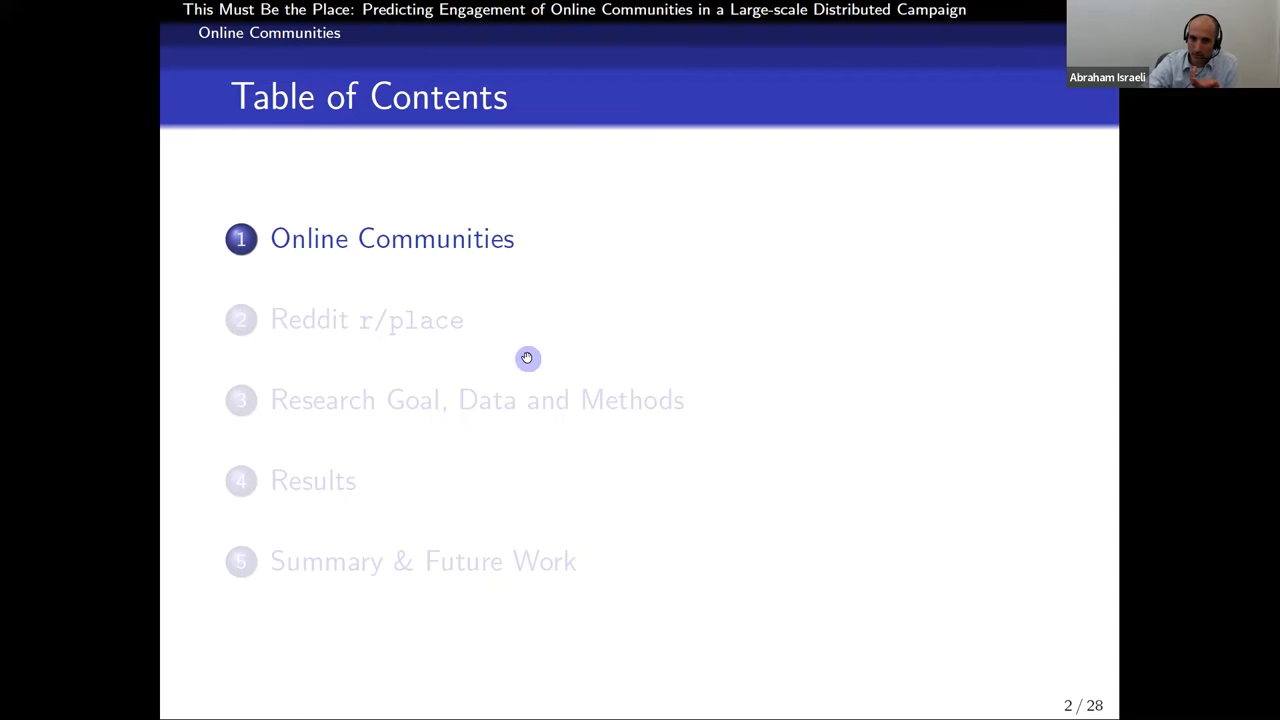 This Must Be the Place: Predicting Engagement of Online Communities in a Large-scale Distributed Campaign
Online Communities
Abraham Israeli
Table of Contents
1 Online Communities
2 Reddit r/place
3 Research Goal, Data and Methods
4 Results
5 Summary & Future Work
2 / 28